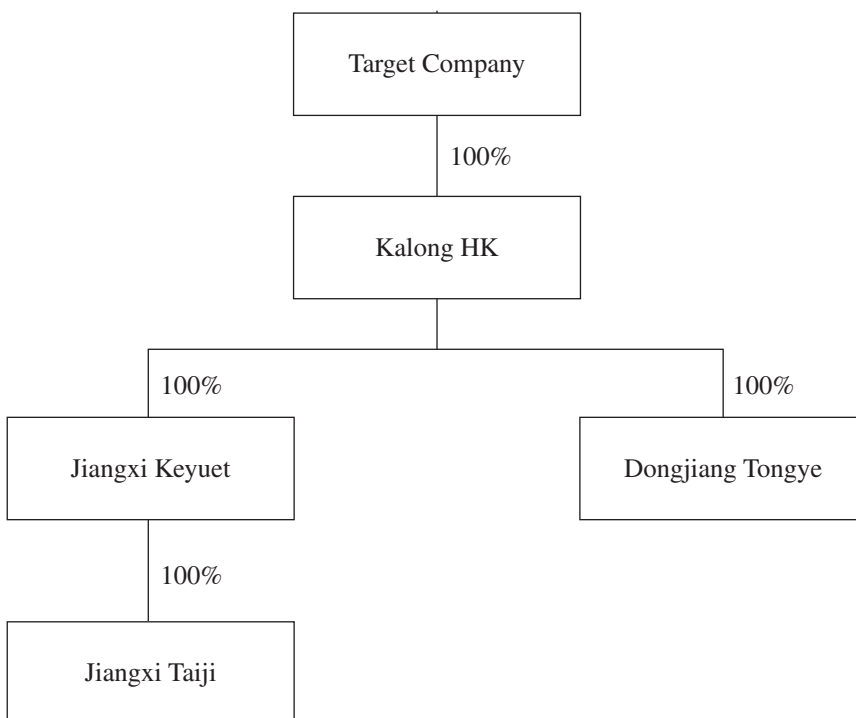 Target Company
100%
Kalong HK
100%
100%
Jiangxi Keyuet
Dongjiang Tongye
100%
Jiangxi Taiji